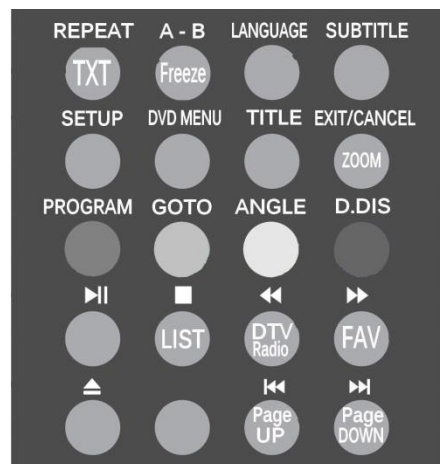 REPEAT A - B LANGUAGE SUBTITLE
TXT Freeze
SETUP DVD MENU TITLE EXIT/CANCEL
ZOOM
PROGRAM GOTO ANGLE D.DIS
LIST DTV Radio FAV
Page UP Page DOWN